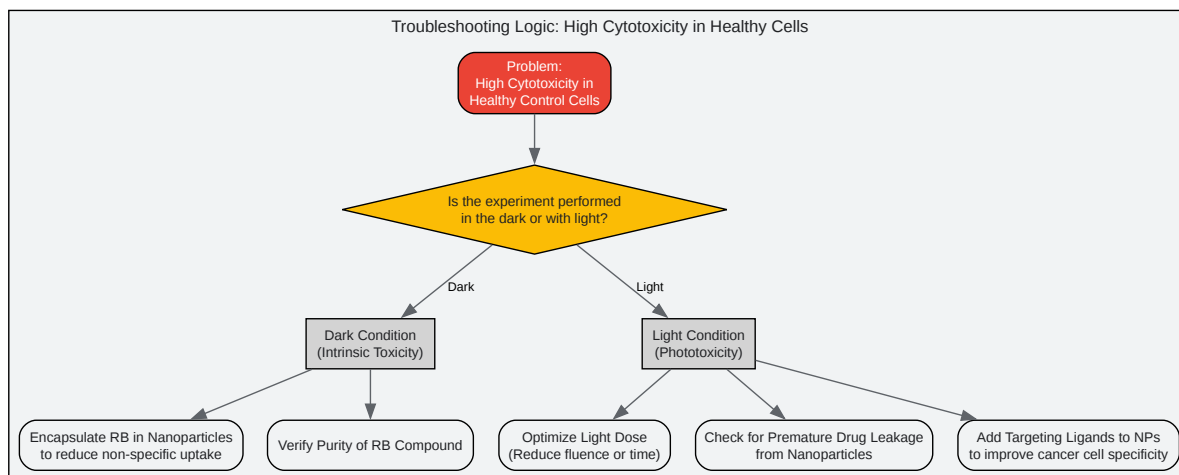 Troubleshooting Logic: High Cytotoxicity in Healthy Cells
Problem:
High Cytotoxicity in
Healthy Control Cells
Is the experiment performed
in the dark or with light?
Dark
Light
Dark Condition
(Intrinsic Toxicity)
Light Condition
(Phototoxicity)
Encapsulate RB in Nanoparticles
to reduce non-specific uptake
Verify Purity of RB Compound
Optimize Light Dose
(Reduce fluence or time)
Check for Premature Drug Leakage
from Nanoparticles
Add Targeting Ligands to NPs
to improve cancer cell specificity